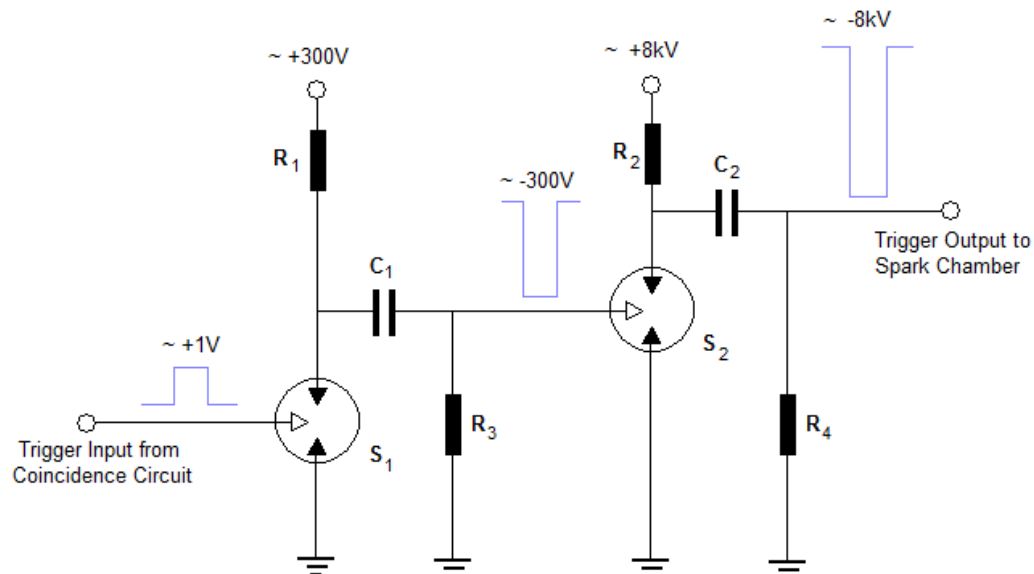 ~ -8kV
~ +8kV
~ +300V
R1
R2
C2
~ -300V
Trigger Output to
Spark Chamber
C1
S2
~ +1V
R3
R4
Trigger Input from
Coincidence Circuit
S1